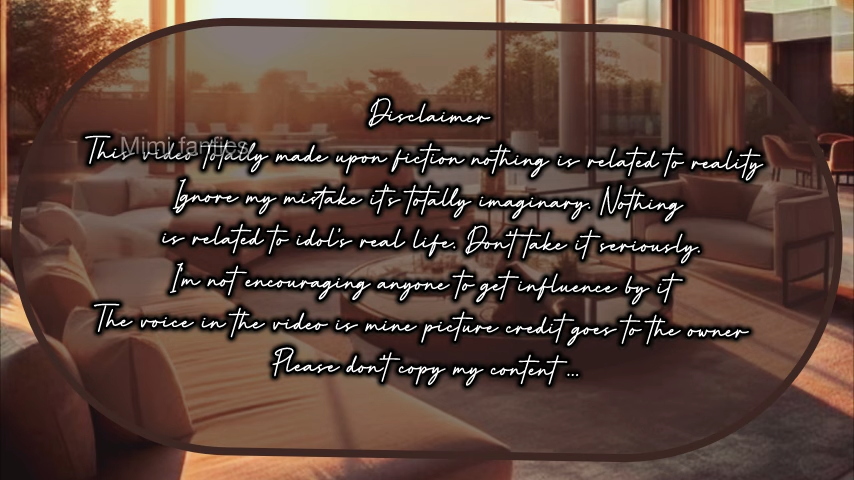 Disclaimer
Mimi fanfics
This video totally made upon fiction nothing is related to reality
Ignore my mistake it's totally imaginary. Nothing
is related to idol's real life. Don't take it seriously.
I'm not encouraging anyone to get influence by it
The voice in the video is mine picture credit goes to the owner
Please don't copy my content ...